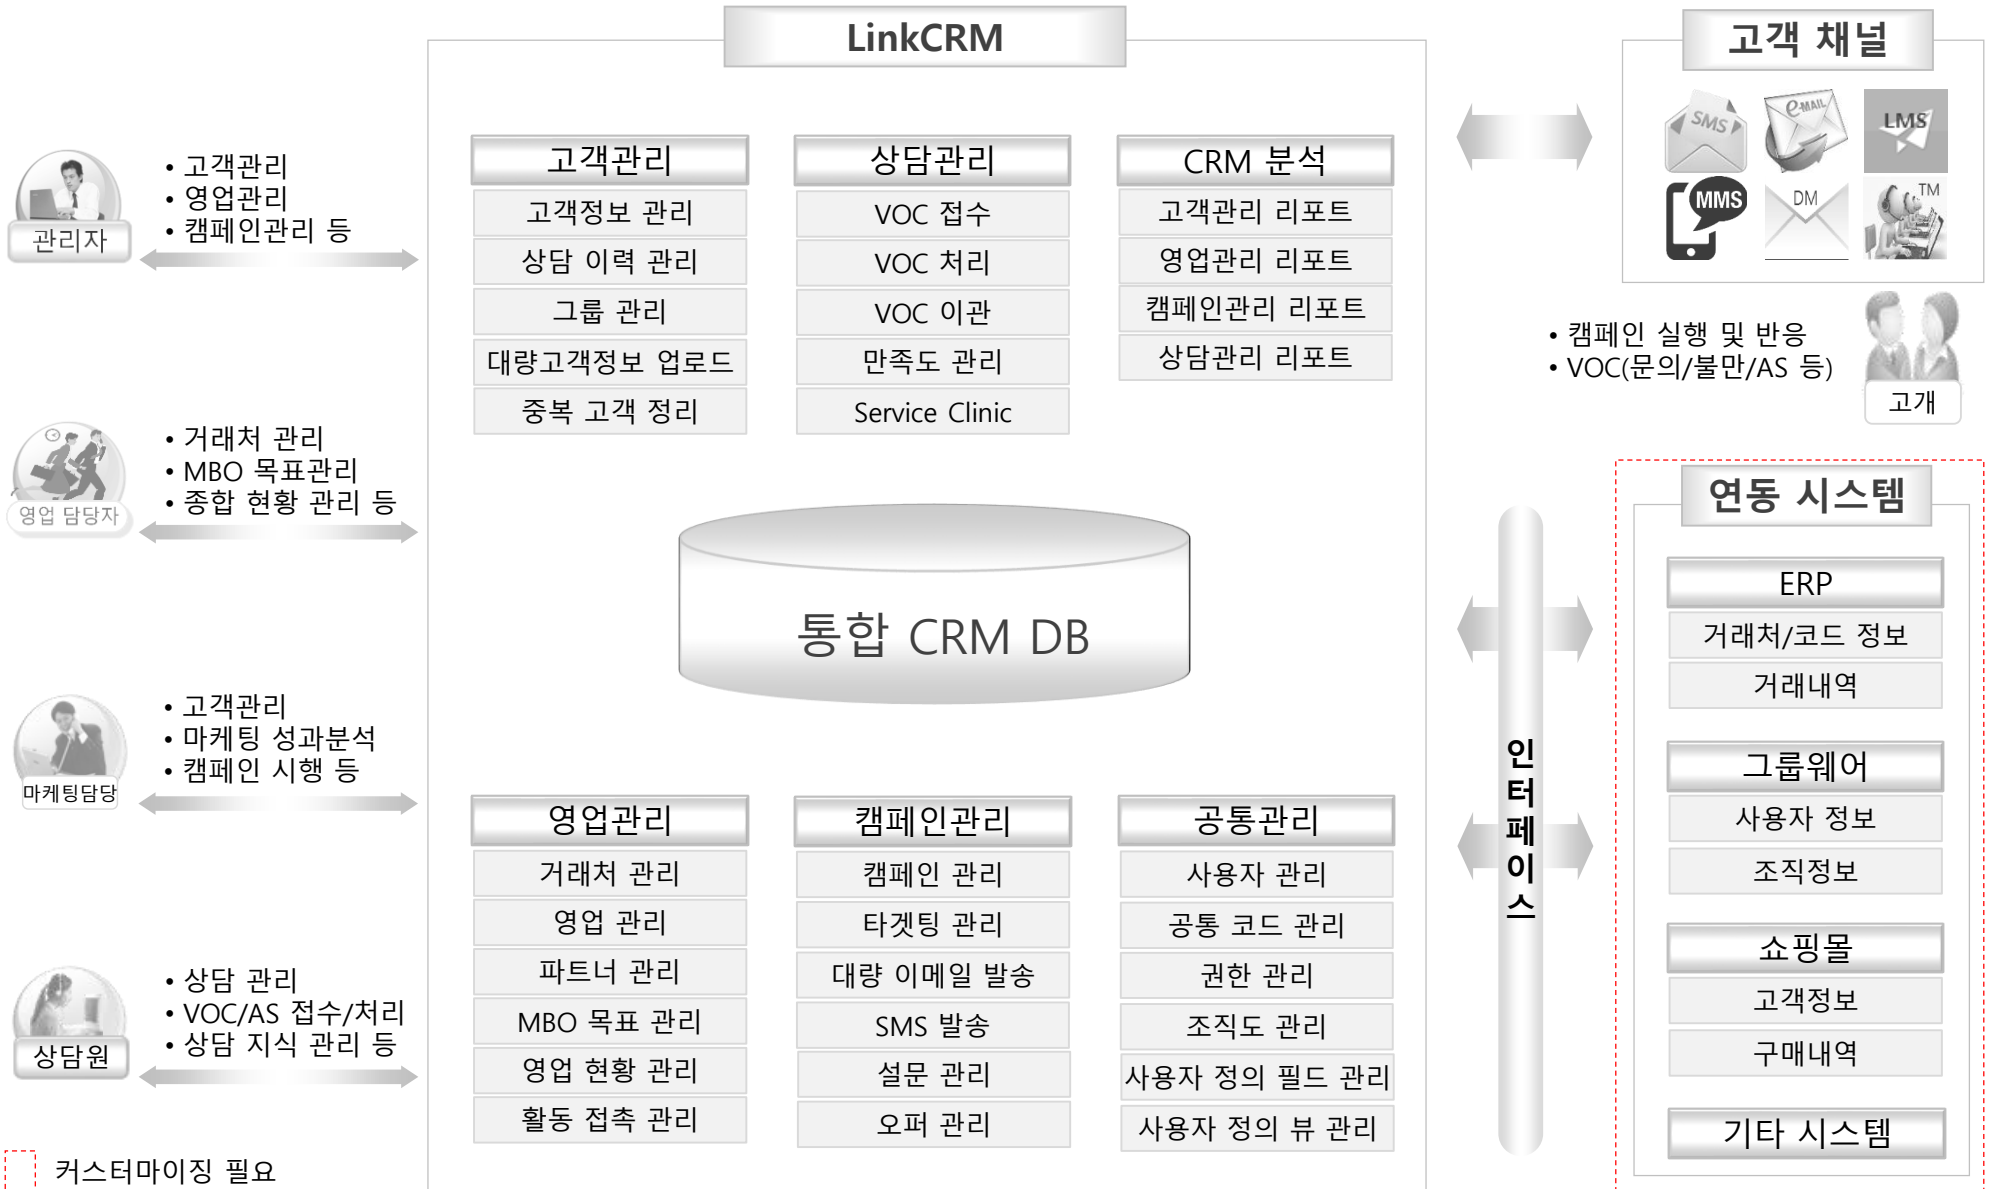 LinkCRM
고객 채널
SMS
e-MAIL
LMS
MMS
DM
TM
• 고객관리
• 영업관리
• 캠페인관리 등
관리자
고객관리
고객정보 관리
상담 이력 관리
그룹 관리
대량고객정보 업로드
중복 고객 정리
상담관리
VOC 접수
VOC 처리
VOC 이관
만족도 관리
Service Clinic
CRM 분석
고객관리 리포트
영업관리 리포트
캠페인관리 리포트
상담관리 리포트
• 캠페인 실행 및 반응
• VOC(문의/불만/AS 등)
고개
• 거래처 관리
• MBO 목표관리
• 종합 현황 관리 등
영업 담당자
통합 CRM DB
• 고객관리
• 마케팅 성과분석
• 캠페인 시행 등
마케팅담당
영업관리
거래처 관리
영업 관리
파트너 관리
MBO 목표 관리
영업 현황 관리
활동 접촉 관리
캠페인관리
캠페인 관리
타겟팅 관리
대량 이메일 발송
SMS 발송
설문 관리
오퍼 관리
공통관리
사용자 관리
공통 코드 관리
권한 관리
조직도 관리
사용자 정의 필드 관리
사용자 정의 뷰 관리
• 상담 관리
• VOC/AS 접수/처리
• 상담 지식 관리 등
상담원
인터페이스
연동 시스템
ERP
거래처/코드 정보
거래내역
그룹웨어
사용자 정보
조직정보
쇼핑몰
고객정보
구매내역
기타 시스템
커스터마이징 필요